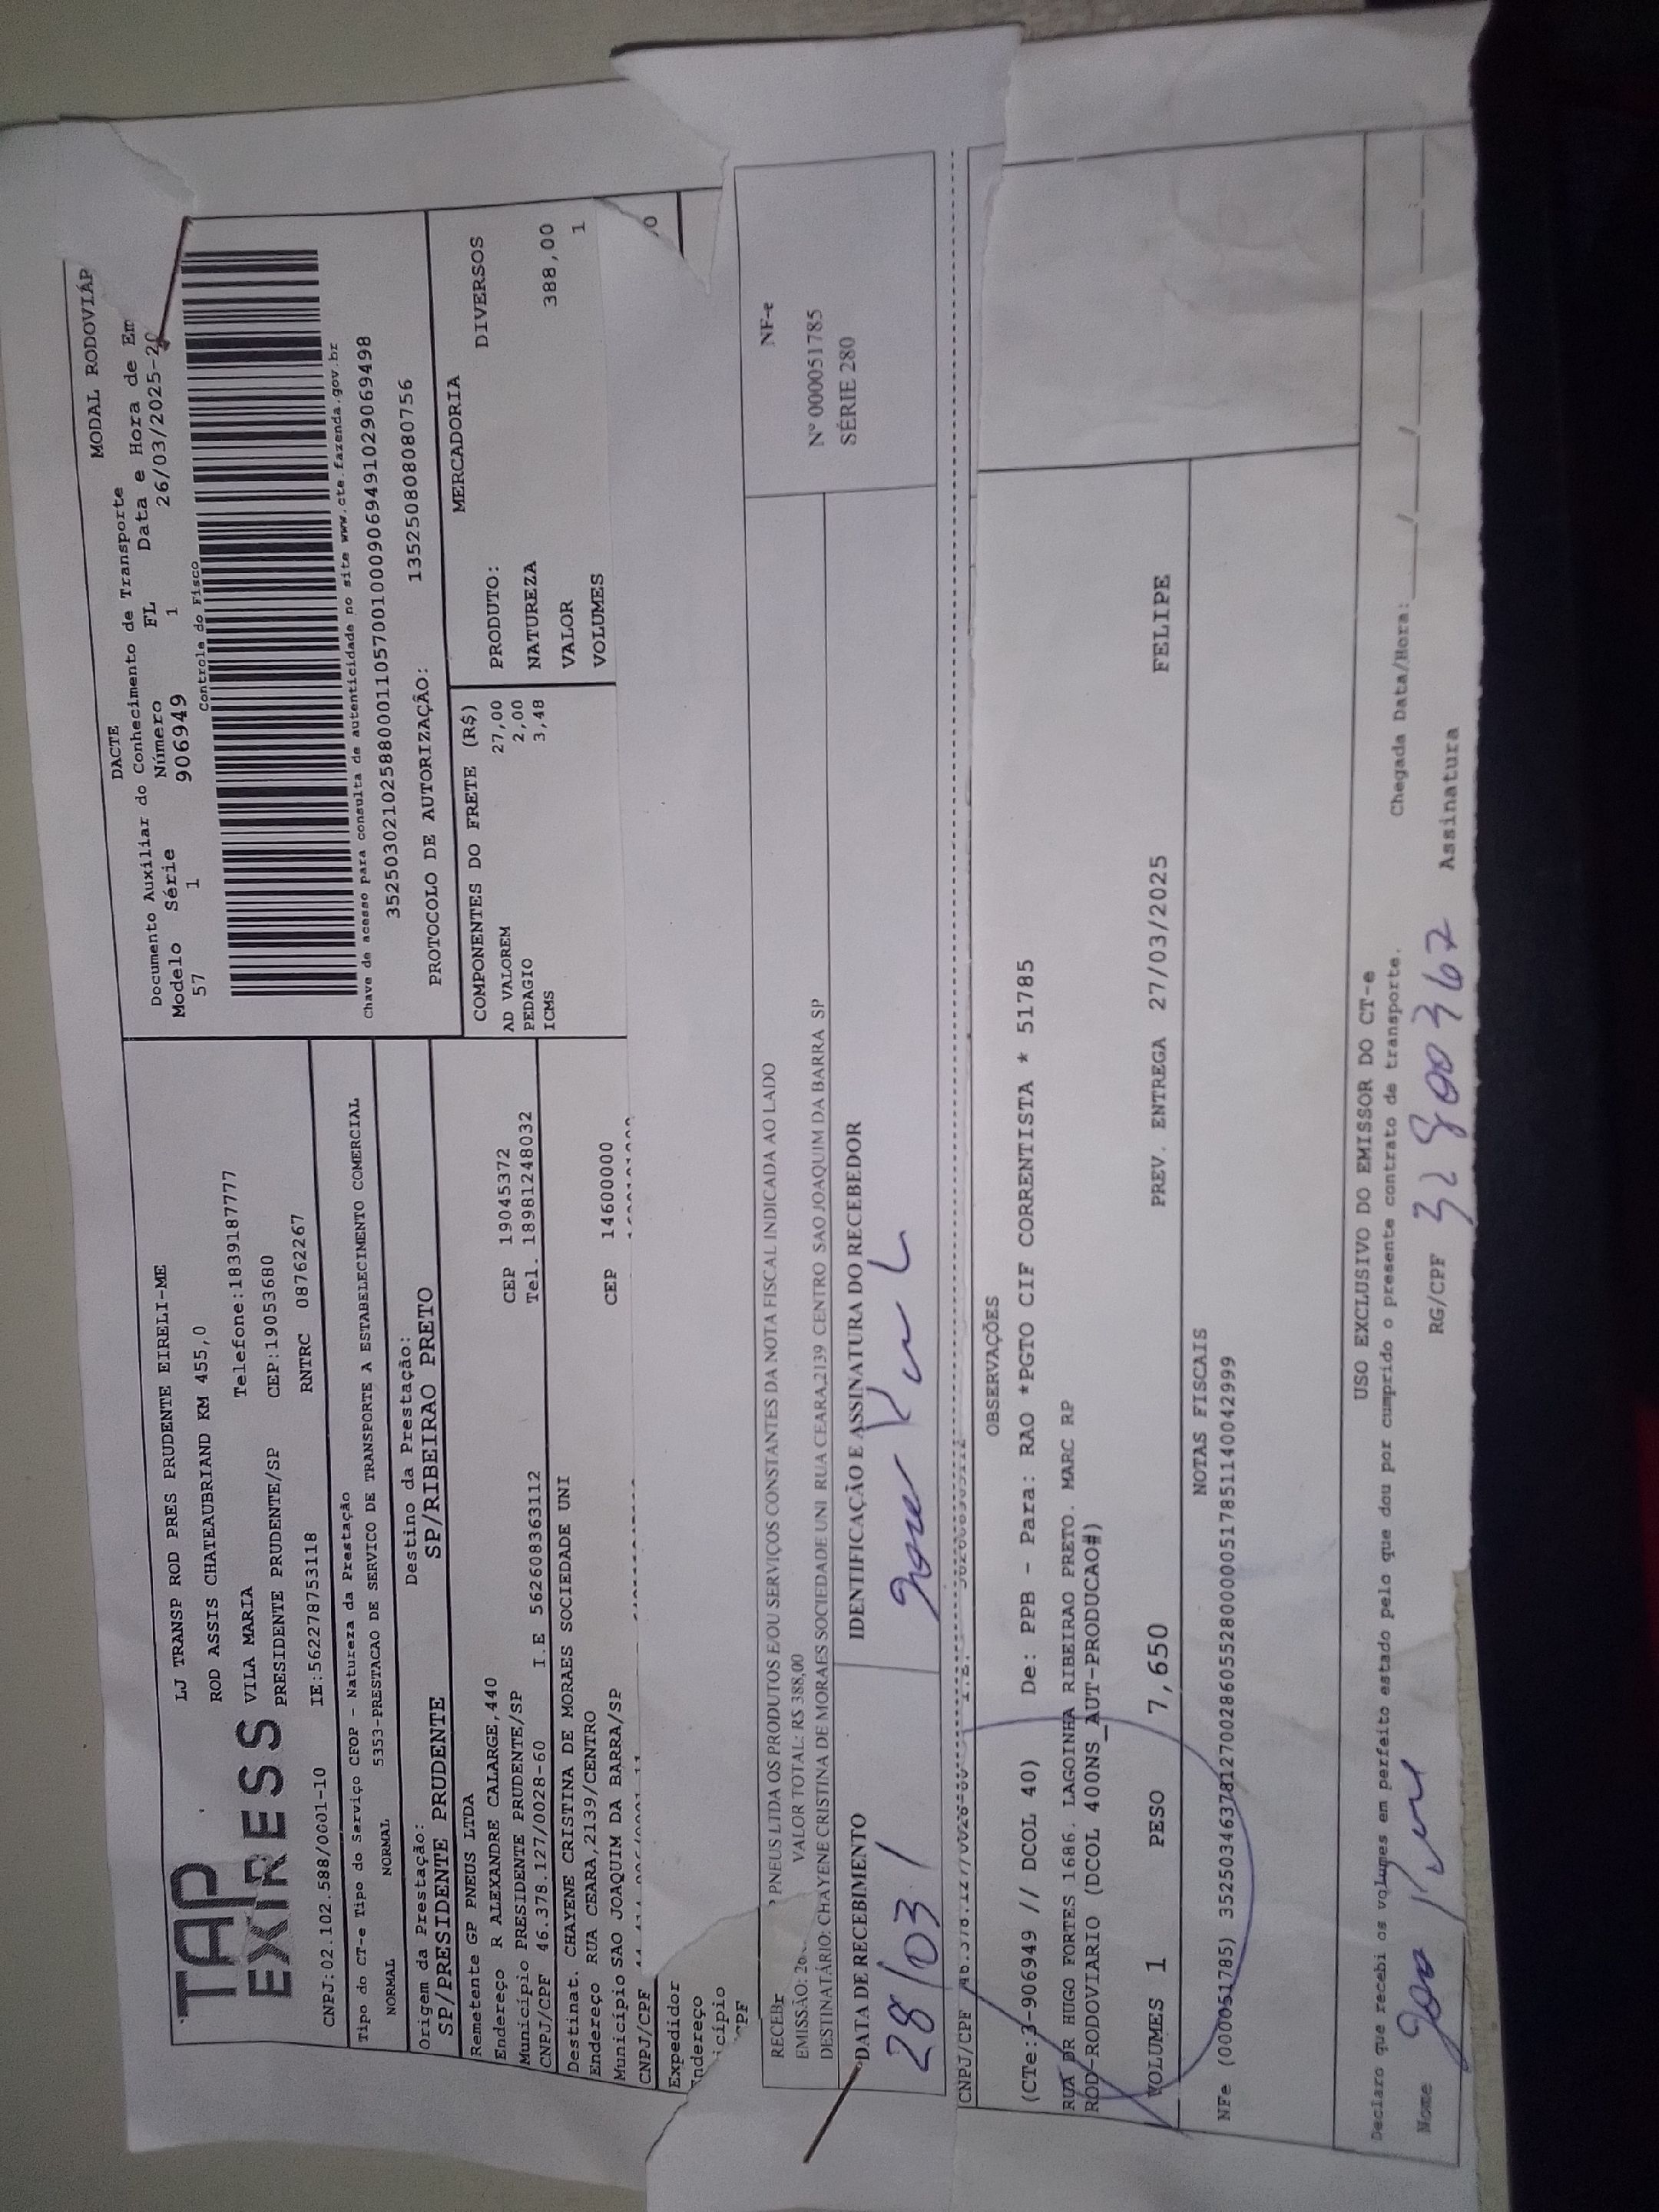 TAP
EXPRESS
LJ TRANSP ROD PRES PRUDENTE EIRELI-ME
ROD ASSIS CHATEAUBRIAND KM 455,0
VILA MARIA Telefone:1839187777
PRESIDENTE PRUDENTE/SP CEP:19053680
CNPJ:02.102.588/0001-10 IE:562278753118 RNTRC 08762267
Tipo do CT-e Tipo do Serviço CFOP - Natureza da Prestação
NORMAL NORMAL 5353-PRESTACAO DE SERVICO DE TRANSPORTE A ESTABELECIMENTO COMERCIAL
Origem da Prestação: Destino da Prestação:
SP/PRESIDENTE PRUDENTE SP/RIBEIRAO PRETO
Remetente GP PNEUS LTDA
Endereço R ALEXANDRE CALARGE,440 CEP 19045372
Município PRESIDENTE PRUDENTE/SP Tel. 18981248032
CNPJ/CPF 46.378.127/0028-60 I.E 562608363112
Destinat. CHAYENE CRISTINA DE MORAES SOCIEDADE UNI
Endereço RUA CEARA,2139/CENTRO
Município SAO JOAQUIM DA BARRA/SP CEP 14600000
CNPJ/CPF
Expedidor
Endereço
MODAL RODOVIÁR
DACTE
Documento Auxiliar do Conhecimento de Transporte
Modelo Série Número FL Data e Hora de Em
57 1 906949 1 26/03/2025-20
Controle do Fisco
Chave de acesso para consulta de autenticidade no site www.cte.fazenda.gov.br
35250302102588000110570010009069491029069498
PROTOCOLO DE AUTORIZAÇÃO: 135250808080756
COMPONENTES DO FRETE (R$)
AD VALOREM 27,00
PEDAGIO 2,00
ICMS 3,48
MERCADORIA
PRODUTO: DIVERSOS
NATUREZA
VALOR 388,00
VOLUMES 1
PNEUS LTDA OS PRODUTOS E/OU SERVIÇOS CONSTANTES DA NOTA FISCAL INDICADA AO LADO
EMISSÃO: VALOR TOTAL: R$ 388,00
DESTINATÁRIO: CHAYENE CRISTINA DE MORAES SOCIEDADE UNI RUA CEARA,2139 CENTRO SAO JOAQUIM DA BARRA SP
DATA DE RECEBIMENTO IDENTIFICAÇÃO E ASSINATURA DO RECEBEDOR
28/03/
NF-e
Nº 000051785
SÉRIE 280
CNPJ/CPF
OBSERVAÇÕES
(CTe:3-906949 // DCOL 40) De: PPB - Para: RAO *PGTO CIF CORRENTISTA * 51785
RUA DR HUGO FORTES 1686. LAGOINHA RIBEIRAO PRETO. MARC RP
ROD-RODOVIARIO (DCOL 400NS_AUT-PRODUCAO#)
VOLUMES 1 PESO 7,650 PREV. ENTREGA 27/03/2025 FELIPE
NOTAS FISCAIS
NFe (000051785) 35250346378127002860552800000517851140042999
USO EXCLUSIVO DO EMISSOR DO CT-e
Declaro que recebi os volumes em perfeito estado pelo que dou por cumprido o presente contrato de transporte. Chegada Data/Hora: / /
Nome RG/CPF 32800367 Assinatura